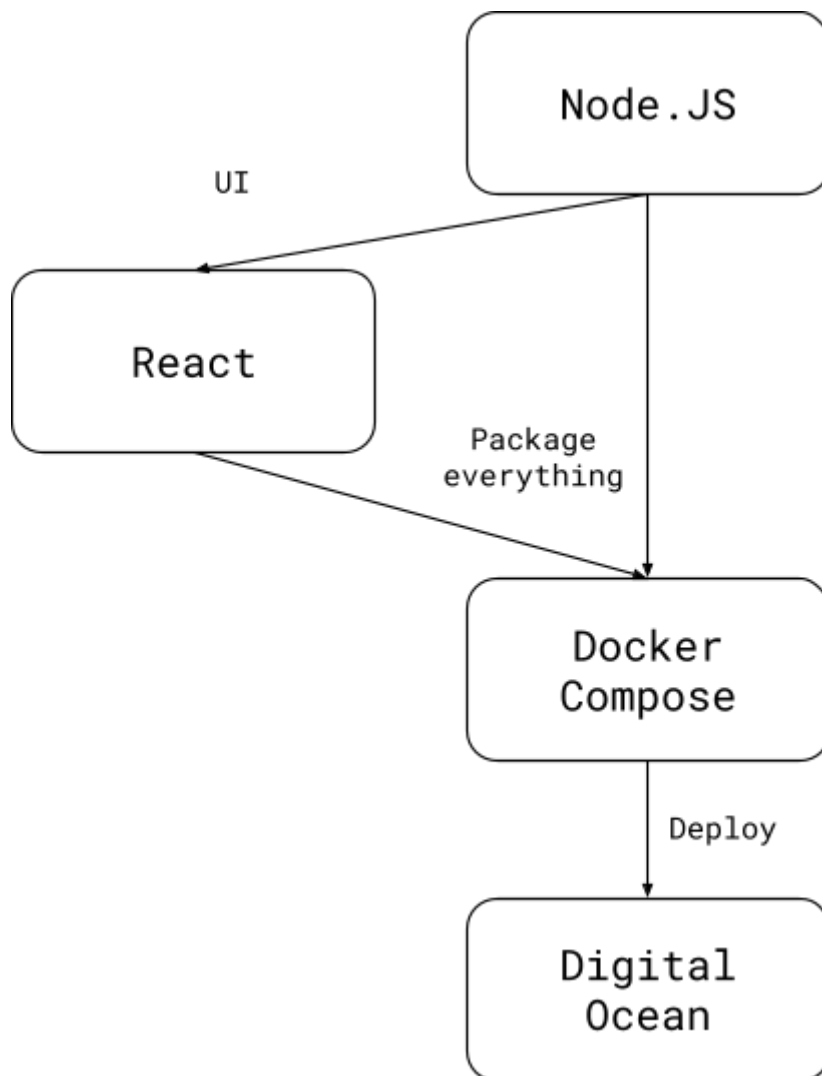 Node.JS
UI
React
Package
everything
Docker
Compose
Deploy
Digital
Ocean